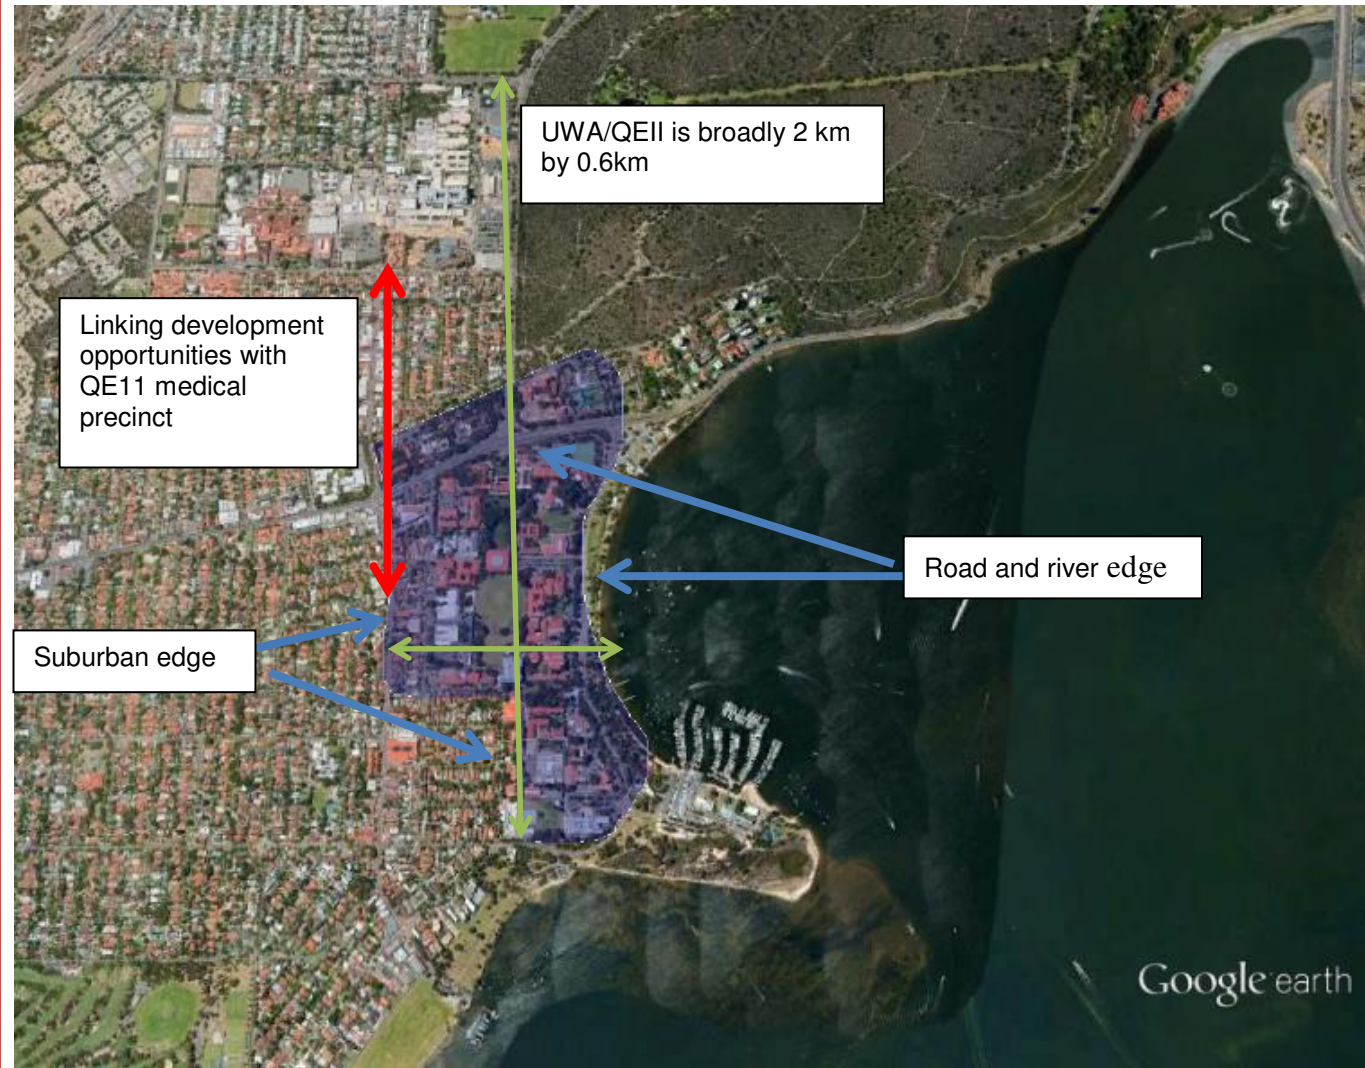 UWA/QEII is broadly 2 km
by 0.6km
Linking development
opportunities with
QE11 medical
precinct
Road and river edge
Suburban edge
Google earth